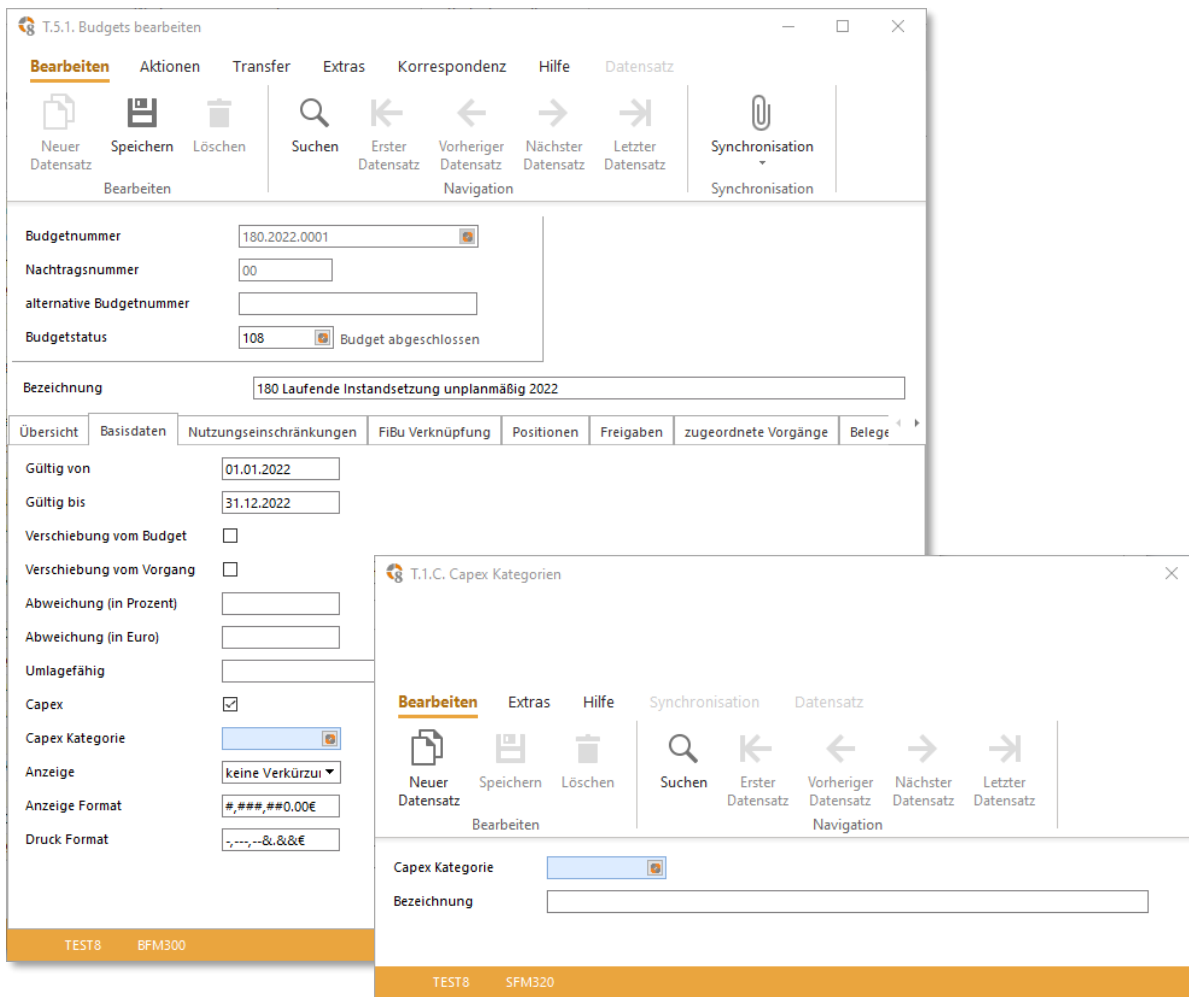 T.5.1. Budgets bearbeiten
Bearbeiten Aktionen Transfer Extras Korrespondenz Hilfe Datensatz
Neuer Datensatz Speichern Löschen Suchen Erster Datensatz Vorheriger Datensatz Nächster Datensatz Letzter Datensatz Synchronisation
Bearbeiten Navigation Synchronisation
Budgetnummer 180.2022.0001
Nachtragsnummer 00
alternative Budgetnummer
Budgetstatus 108 Budget abgeschlossen
Bezeichnung 180 Laufende Instandsetzung unplanmäßig 2022
Übersicht Basisdaten Nutzungseinschränkungen FiBu Verknüpfung Positionen Freigaben zugeordnete Vorgänge Belege
Gültig von 01.01.2022
Gültig bis 31.12.2022
Verschiebung vom Budget
Verschiebung vom Vorgang
Abweichung (in Prozent)
Abweichung (in Euro)
Umlagefähig
Capex
Capex Kategorie
Anzeige keine Verkürzu
Anzeige Format #,###,##0.00€
Druck Format -,---,--&.&&€
TEST8 BFM300
T.1.C. Capex Kategorien
Bearbeiten Extras Hilfe Synchronisation Datensatz
Neuer Datensatz Speichern Löschen Suchen Erster Datensatz Vorheriger Datensatz Nächster Datensatz Letzter Datensatz
Bearbeiten Navigation
Capex Kategorie
Bezeichnung
TEST8 SFM320